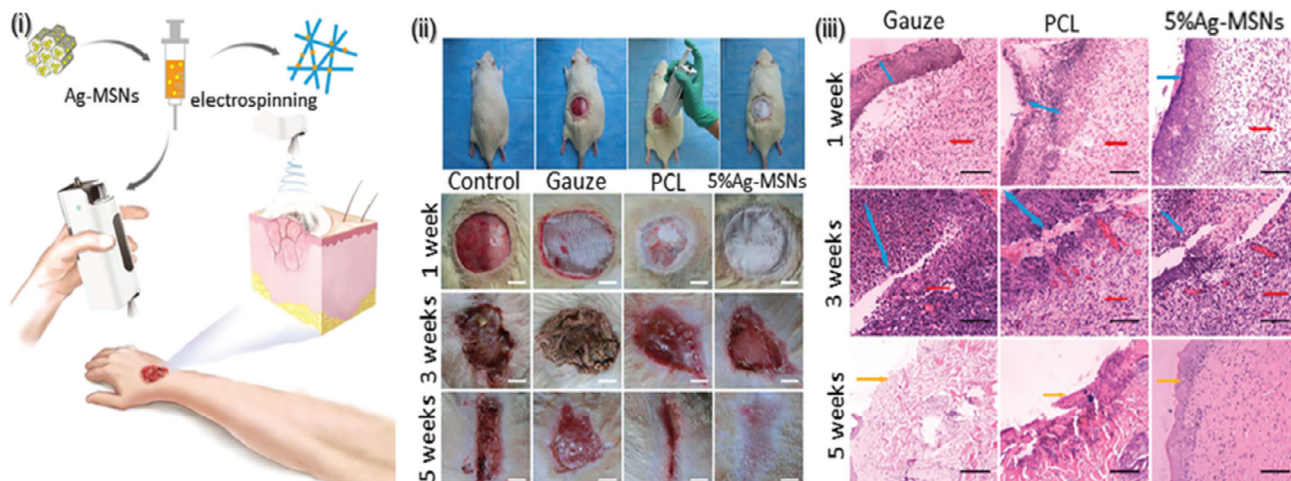 (i)
Ag-MSNs
electrospinning
(ii)
Control Gauze PCL 5%Ag-MSNs
1 week
3 weeks
5 weeks
(iii)
Gauze PCL 5%Ag-MSNs
1 week
3 weeks
5 weeks